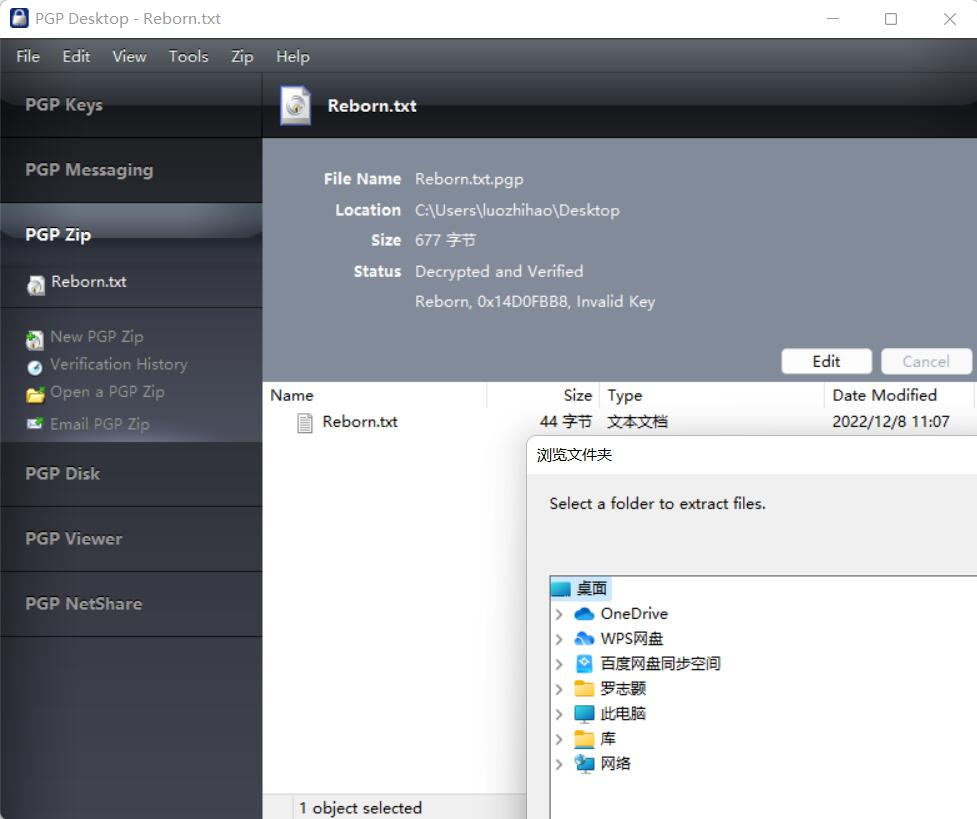 PGP Desktop - Reborn.txt
File Edit View Tools Zip Help
PGP Keys
Reborn.txt
PGP Messaging
File Name Reborn.txt.pgp
Location C:\Users\luozhihao\Desktop
Size 677 字节
Status Decrypted and Verified
Reborn, 0x14D0FBB8, Invalid Key
Edit Cancel
PGP Zip
Reborn.txt
New PGP Zip
Verification History
Open a PGP Zip
Email PGP Zip
PGP Disk
PGP Viewer
PGP NetShare
Name Size Type Date Modified
Reborn.txt 44 字节 文本文档 2022/12/8 11:07
浏览文件夹
Select a folder to extract files.
桌面
OneDrive
WPS网盘
百度网盘同步空间
罗志颢
此电脑
库
网络
1 object selected